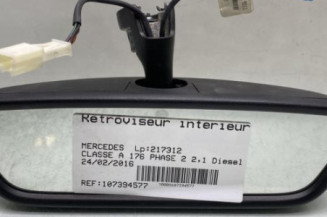 Retroviseur interieur
MERCEDES Lp:217312
CLASSE A 176 PHASE 2 2.1 Diesel
24/02/2016
REF:107394577